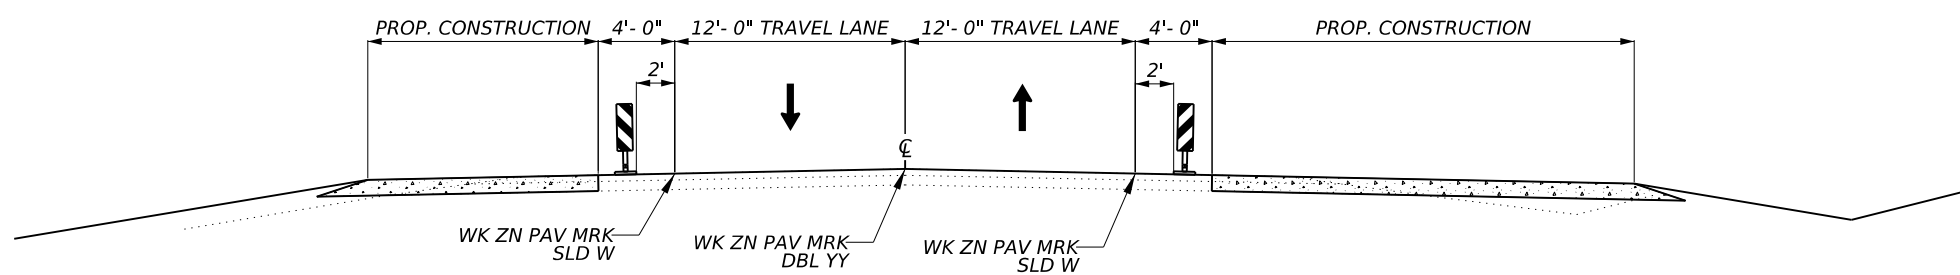 PROP. CONSTRUCTION 4'- 0" 12'- 0" TRAVEL LANE 12'- 0" TRAVEL LANE 4'- 0" PROP. CONSTRUCTION
2' 2'
℄
WK ZN PAV MRK
SLD W
WK ZN PAV MRK
DBL YY
WK ZN PAV MRK
SLD W